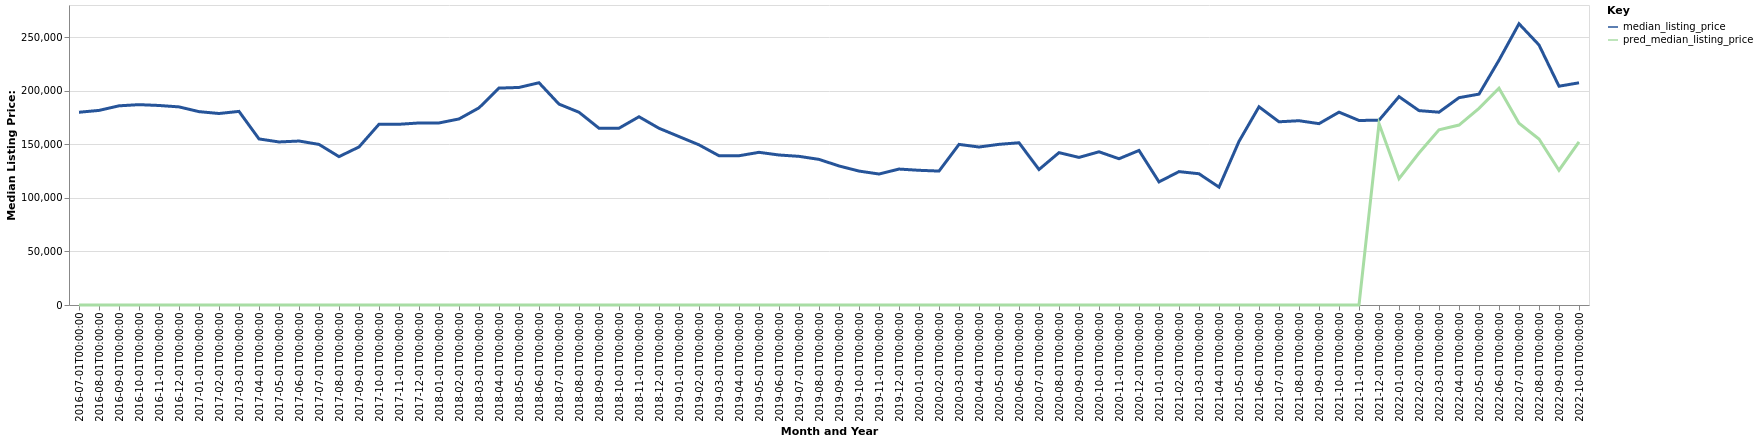 Key
median_listing_price
pred_median_listing_price
Median Listing Price:
250,000
200,000
150,000
100,000
50,000
0
2016-07-01T00:00:00
2016-08-01T00:00:00
2016-09-01T00:00:00
2016-10-01T00:00:00
2016-11-01T00:00:00
2016-12-01T00:00:00
2017-01-01T00:00:00
2017-02-01T00:00:00
2017-03-01T00:00:00
2017-04-01T00:00:00
2017-05-01T00:00:00
2017-06-01T00:00:00
2017-07-01T00:00:00
2017-08-01T00:00:00
2017-09-01T00:00:00
2017-10-01T00:00:00
2017-11-01T00:00:00
2017-12-01T00:00:00
2018-01-01T00:00:00
2018-02-01T00:00:00
2018-03-01T00:00:00
2018-04-01T00:00:00
2018-05-01T00:00:00
2018-06-01T00:00:00
2018-07-01T00:00:00
2018-08-01T00:00:00
2018-09-01T00:00:00
2018-10-01T00:00:00
2018-11-01T00:00:00
2018-12-01T00:00:00
2019-01-01T00:00:00
2019-02-01T00:00:00
2019-03-01T00:00:00
2019-04-01T00:00:00
2019-05-01T00:00:00
2019-06-01T00:00:00
2019-07-01T00:00:00
2019-08-01T00:00:00
2019-09-01T00:00:00
2019-10-01T00:00:00
2019-11-01T00:00:00
2019-12-01T00:00:00
2020-01-01T00:00:00
2020-02-01T00:00:00
2020-03-01T00:00:00
2020-04-01T00:00:00
2020-05-01T00:00:00
2020-06-01T00:00:00
2020-07-01T00:00:00
2020-08-01T00:00:00
2020-09-01T00:00:00
2020-10-01T00:00:00
2020-11-01T00:00:00
2020-12-01T00:00:00
2021-01-01T00:00:00
2021-02-01T00:00:00
2021-03-01T00:00:00
2021-04-01T00:00:00
2021-05-01T00:00:00
2021-06-01T00:00:00
2021-07-01T00:00:00
2021-08-01T00:00:00
2021-09-01T00:00:00
2021-10-01T00:00:00
2021-11-01T00:00:00
2021-12-01T00:00:00
2022-01-01T00:00:00
2022-02-01T00:00:00
2022-03-01T00:00:00
2022-04-01T00:00:00
2022-05-01T00:00:00
2022-06-01T00:00:00
2022-07-01T00:00:00
2022-08-01T00:00:00
2022-09-01T00:00:00
2022-10-01T00:00:00
Month and Year